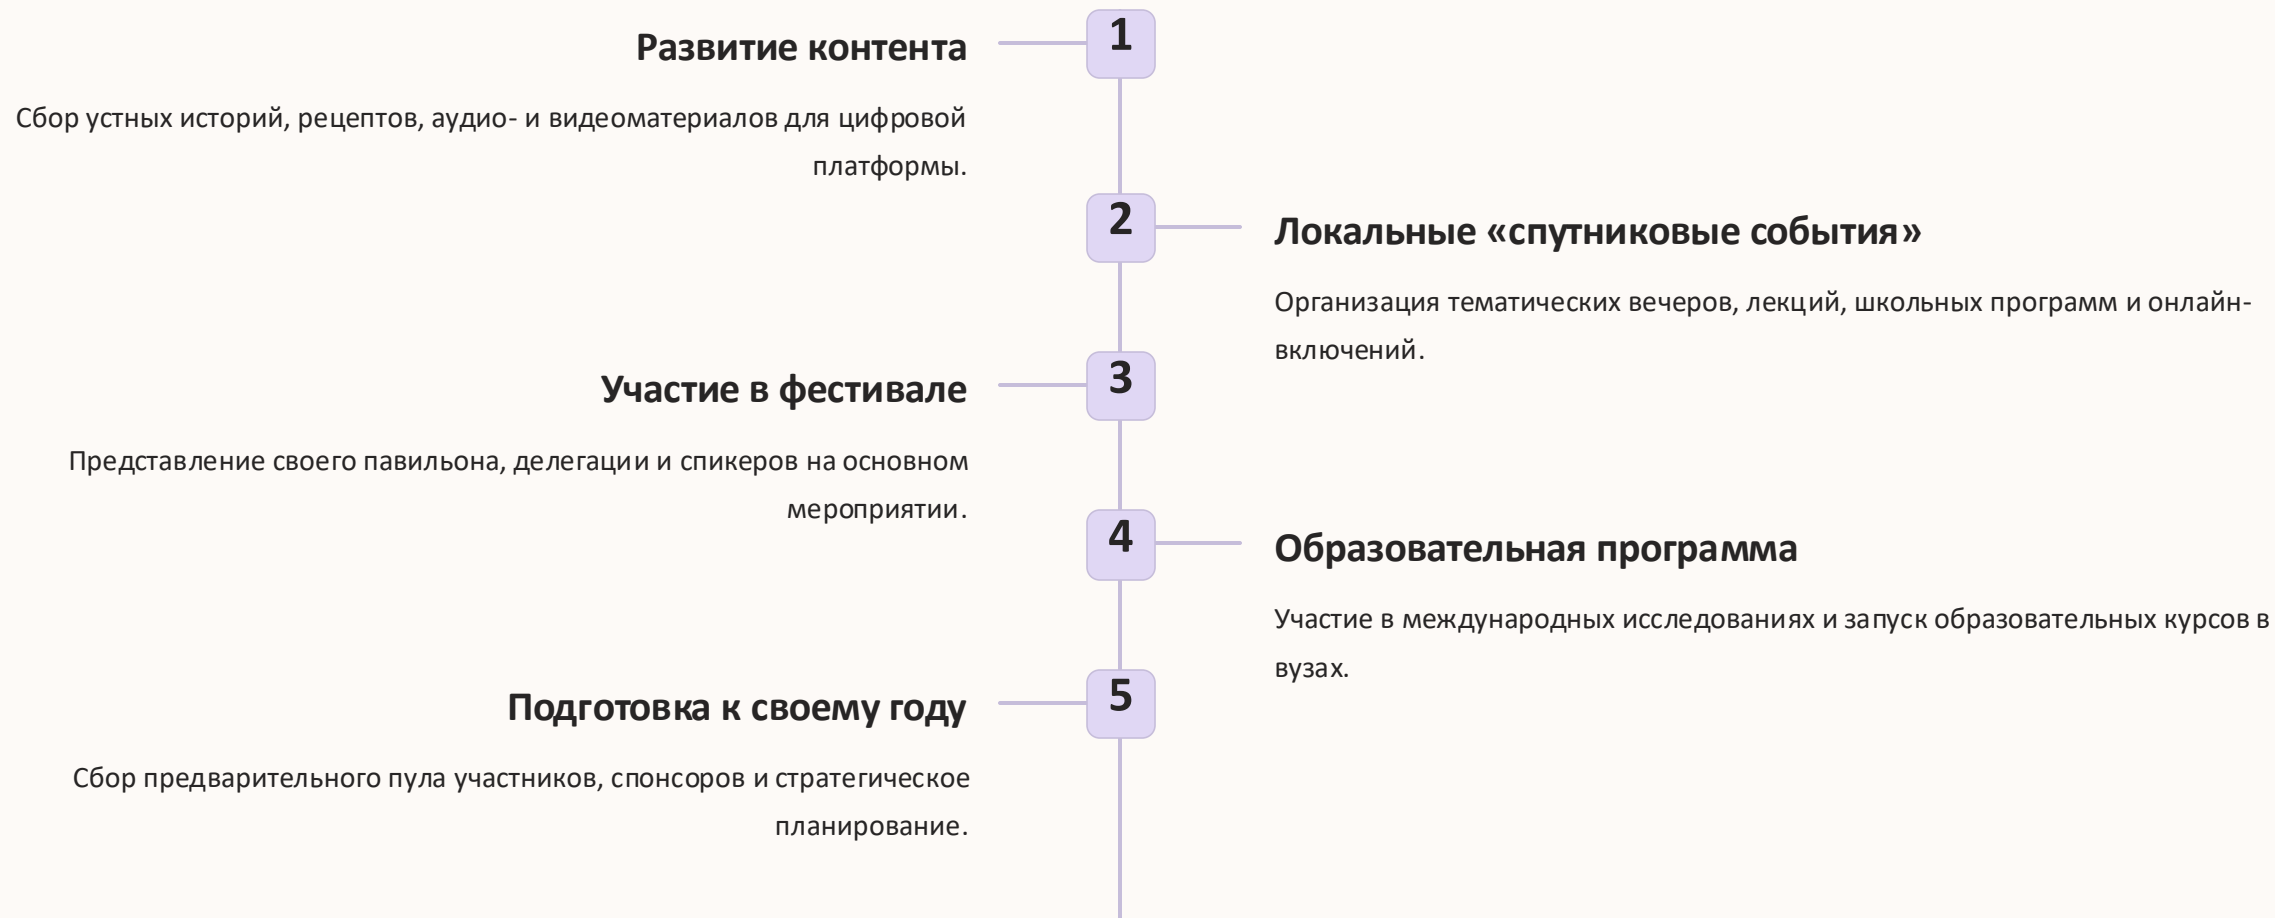 1
Развитие контента
Сбор устных историй, рецептов, аудио- и видеоматериалов для цифровой
платформы.
2
Локальные «спутниковые события»
Организация тематических вечеров, лекций, школьных программ и онлайн-
включений.
3
Участие в фестивале
Представление своего павильона, делегации и спикеров на основном
мероприятии.
4
Образовательная программа
Участие в международных исследованиях и запуск образовательных курсов в
вузах.
5
Подготовка к своему году
Сбор предварительного пула участников, спонсоров и стратегическое
планирование.